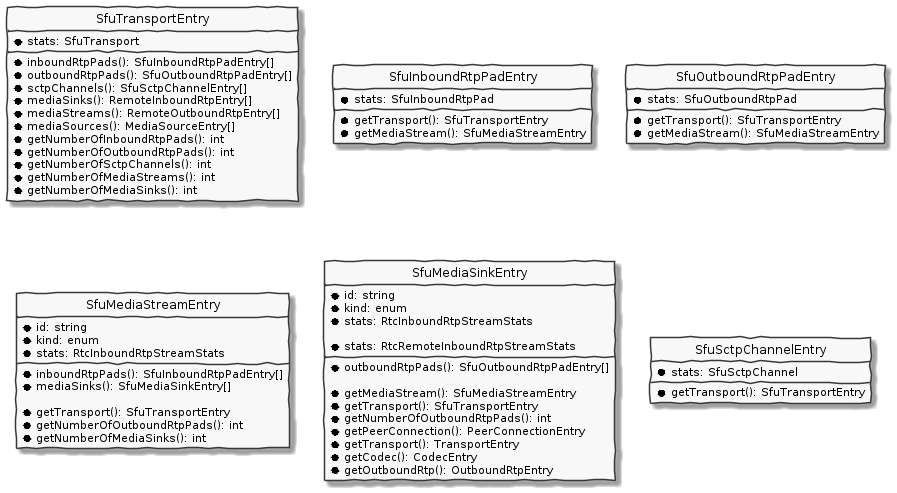 SfuTransportEntry
stats: SfuTransport
inboundRtpPads(): SfuInboundRtpPadEntry[]
outboundRtpPads(): SfuOutboundRtpPadEntry[]
sctpChannels(): SfuSctpChannelEntry[]
mediaSinks(): RemoteInboundRtpEntry[]
mediaStreams(): RemoteOutboundRtpEntry[]
mediaSources(): MediaSourceEntry[]
getNumberOfInboundRtpPads(): int
getNumberOfOutboundRtpPads(): int
getNumberOfSctpChannels(): int
getNumberOfMediaStreams(): int
getNumberOfMediaSinks(): int
SfuInboundRtpPadEntry
stats: SfuInboundRtpPad
getTransport(): SfuTransportEntry
getMediaStream(): SfuMediaStreamEntry
SfuOutboundRtpPadEntry
stats: SfuOutboundRtpPad
getTransport(): SfuTransportEntry
getMediaStream(): SfuMediaStreamEntry
SfuMediaStreamEntry
id: string
kind: enum
stats: RtcInboundRtpStreamStats
inboundRtpPads(): SfuInboundRtpPadEntry[]
mediaSinks(): SfuMediaSinkEntry[]
getTransport(): SfuTransportEntry
getNumberOfOutboundRtpPads(): int
getNumberOfMediaSinks(): int
SfuMediaSinkEntry
id: string
kind: enum
stats: RtcInboundRtpStreamStats
stats: RtcRemoteInboundRtpStreamStats
outboundRtpPads(): SfuOutboundRtpPadEntry[]
getMediaStream(): SfuMediaStreamEntry
getTransport(): SfuTransportEntry
getNumberOfOutboundRtpPads(): int
getPeerConnection(): PeerConnectionEntry
getTransport(): TransportEntry
getCodec(): CodecEntry
getOutboundRtp(): OutboundRtpEntry
SfuSctpChannelEntry
stats: SfuSctpChannel
getTransport(): SfuTransportEntry